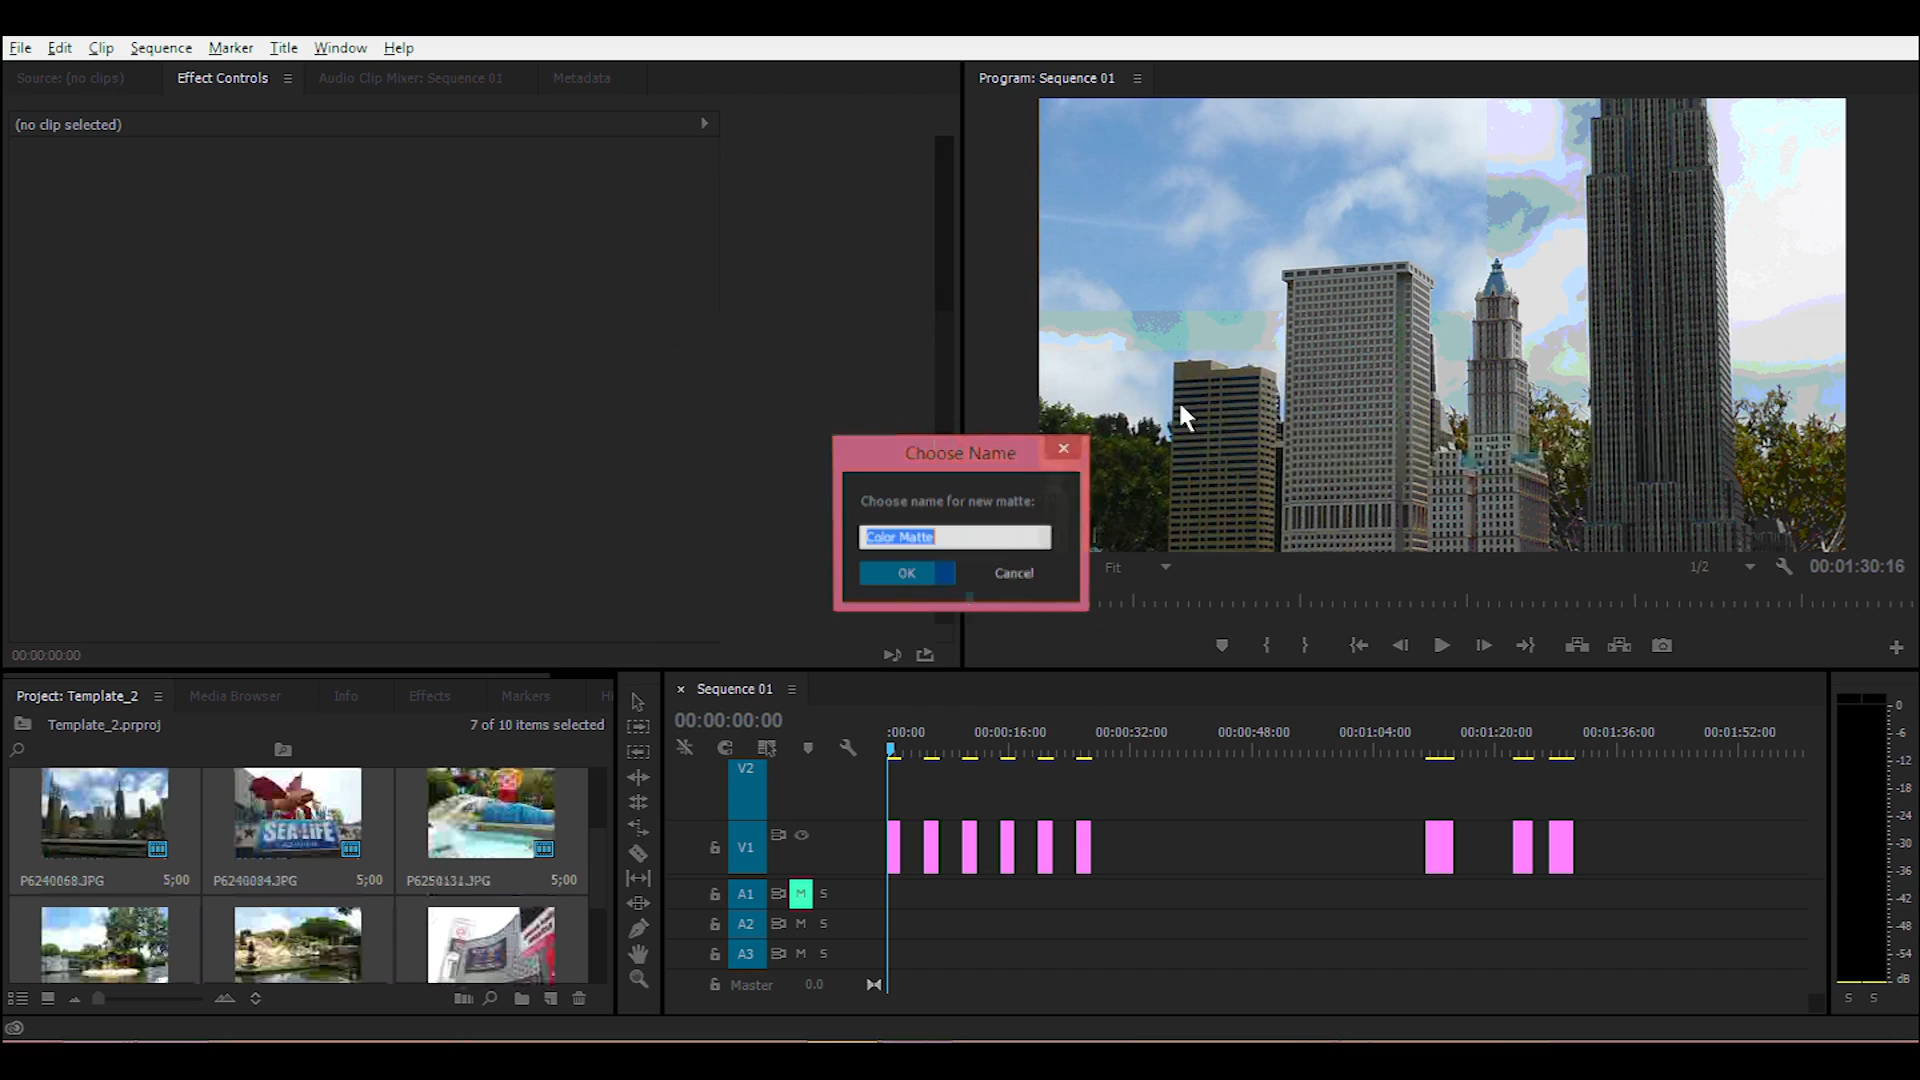 File Edit Clip Sequence Marker Title Window Help
Source: (no clips) Effect Controls Audio Clip Mixer: Sequence 01 Metadata
Program: Sequence 01
(no clip selected)
Choose Name
Choose name for new matte:
Color Matte
OK Cancel
Fit 1/2 00:01:30:16
00:00:00:00
Project: Template_2 Media Browser Info Effects Markers Hi
Template_2.prproj 7 of 10 items selected
SEA LIFE
P6240068.JPG 5;00 P6240084.JPG 5;00 P6250131.JPG 5;00
× Sequence 01
00:00:00:00
:00:00 00:00:16:00 00:00:32:00 00:00:48:00 00:01:04:00 00:01:20:00 00:01:36:00 00:01:52:00
V2
V1
A1 M S
A2 M S
A3 M S
Master 0.0
0
-6
-12
-18
-24
-30
-36
-42
-48
-54
dB
S S